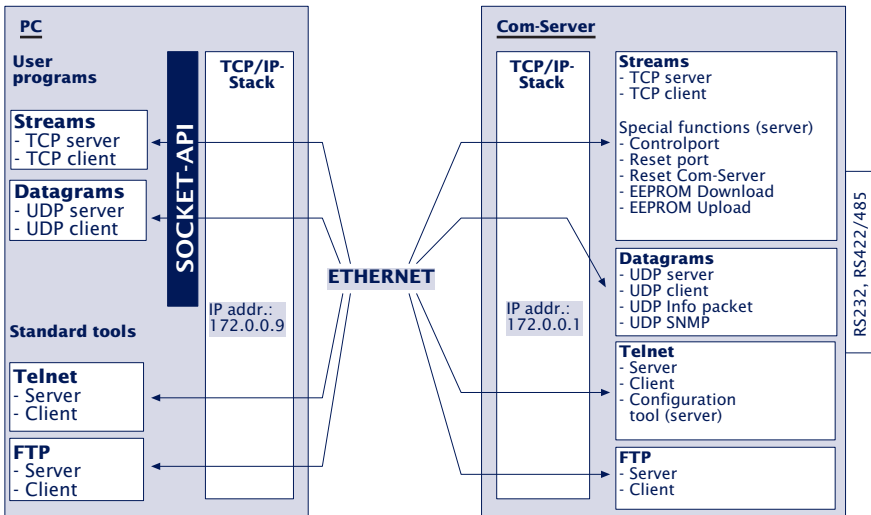 PC
User
programs
Streams
- TCP server
- TCP client
Datagrams
- UDP server
- UDP client
Standard tools
Telnet
- Server
- Client
FTP
- Server
- Client
SOCKET-API
TCP/IP-
Stack
IP addr.:
172.0.0.9
ETHERNET
Com-Server
TCP/IP-
Stack
IP addr.:
172.0.0.1
Streams
- TCP server
- TCP client
Special functions (server)
- Controlport
- Reset port
- Reset Com-Server
- EEPROM Download
- EEPROM Upload
Datagrams
- UDP server
- UDP client
- UDP Info packet
- UDP SNMP
Telnet
- Server
- Client
- Configuration
tool (server)
FTP
- Server
- Client
RS232, RS422/485